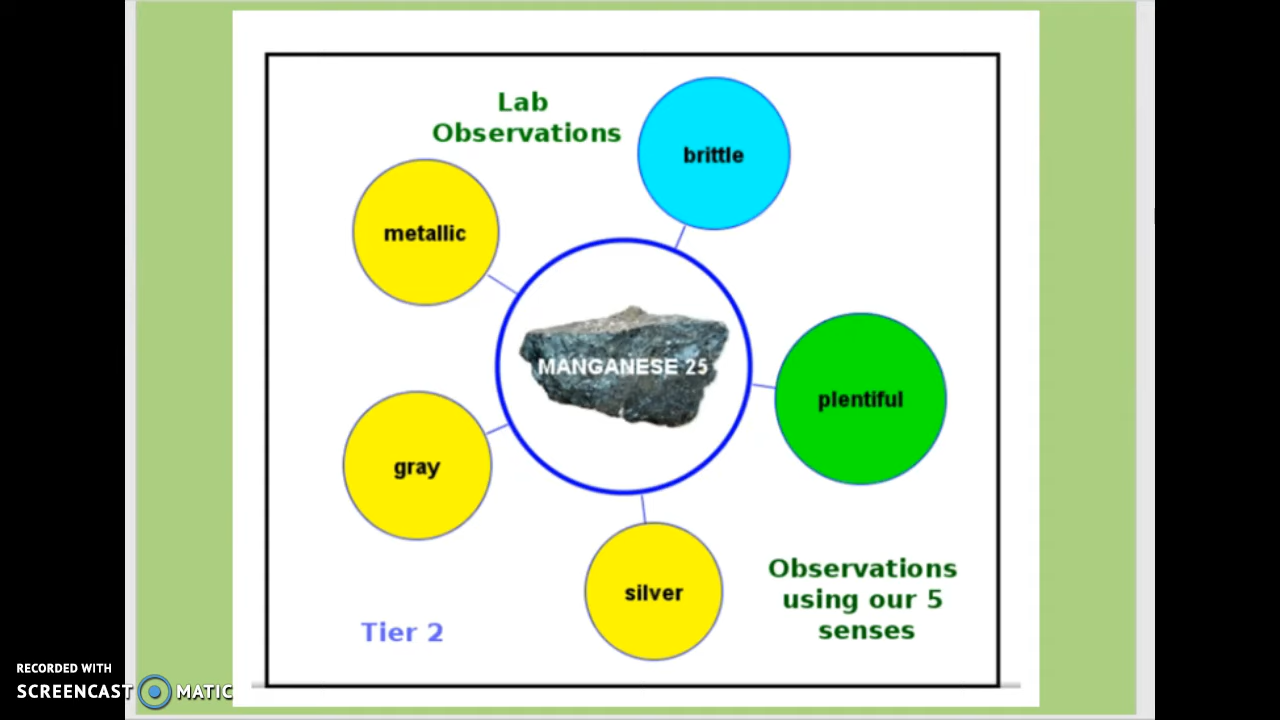 Lab
Observations
brittle
metallic
MANGANESE 25
plentiful
gray
silver
Observations
using our 5
senses
Tier 2
RECORDED WITH
SCREENCAST MATIC